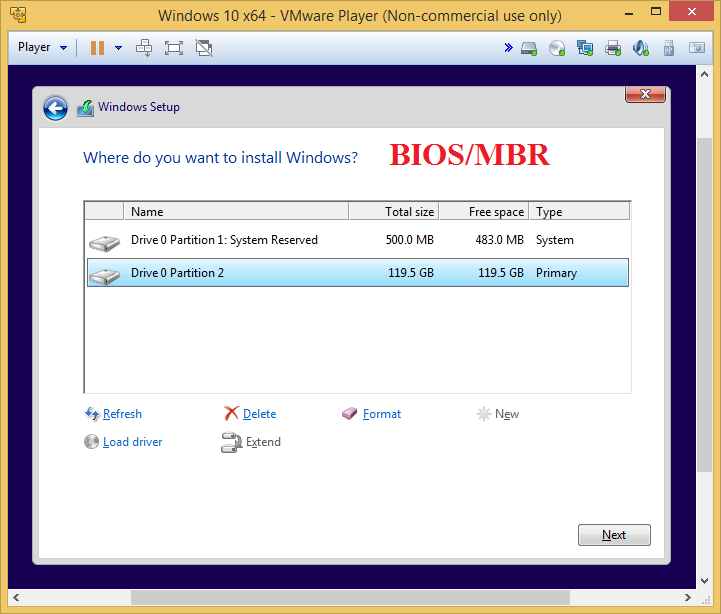 Windows 10 x64 - VMware Player (Non-commercial use only)
Player
Windows Setup
Where do you want to install Windows? BIOS/MBR
Name Total size Free space Type
Drive 0 Partition 1: System Reserved 500.0 MB 483.0 MB System
Drive 0 Partition 2 119.5 GB 119.5 GB Primary
Refresh Delete Format New
Load driver Extend
Next